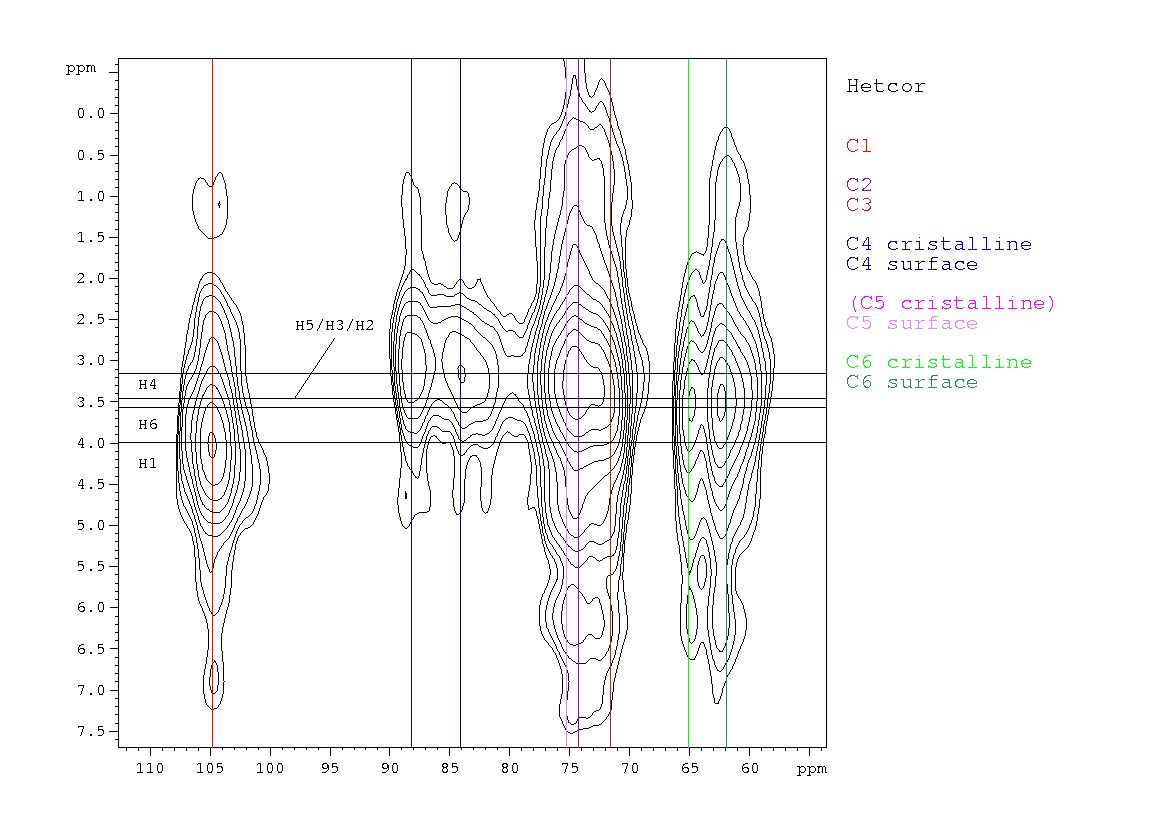 ppm
0.0
0.5
1.0
1.5
2.0
2.5
3.0
3.5
4.0
4.5
5.0
5.5
6.0
6.5
7.0
7.5
H5/H3/H2
H4
H6
H1
110 105 100 95 90 85 80 75 70 65 60 ppm
Hetcor
C1
C2
C3
C4 cristalline
C4 surface
(C5 cristalline)
C5 surface
C6 cristalline
C6 surface